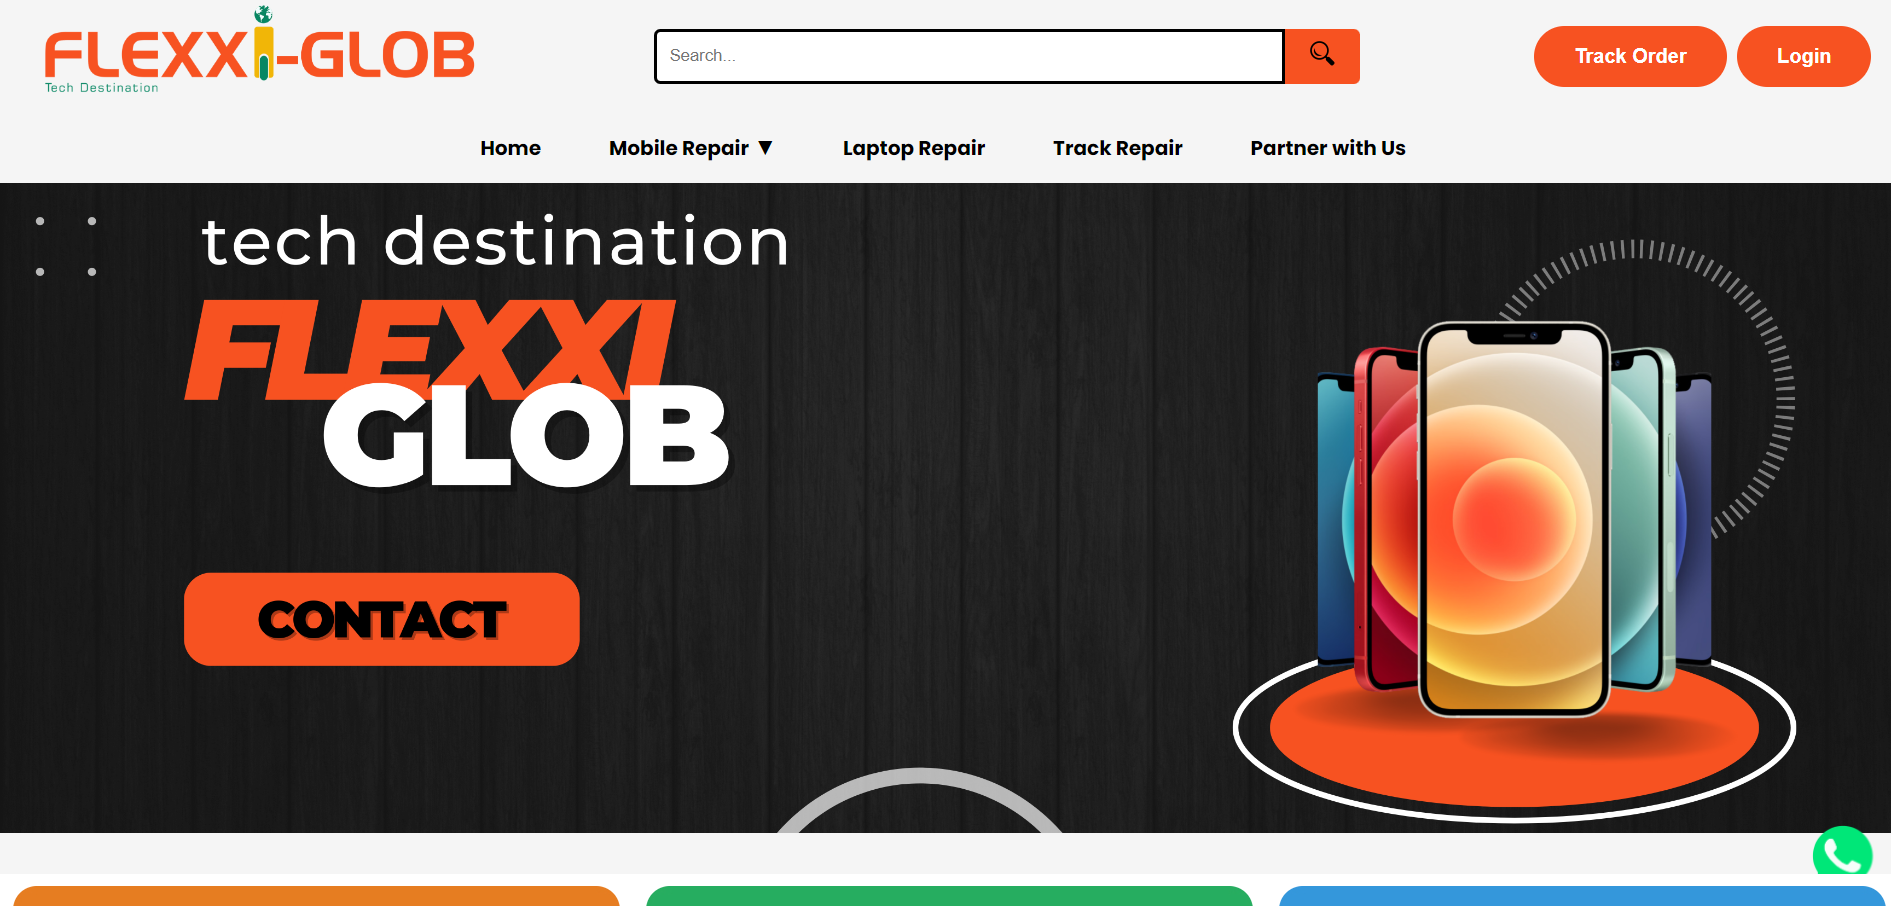 FLEXXI-GLOB
Tech Destination
Search...
Track Order
Login
Home
Mobile Repair ▼
Laptop Repair
Track Repair
Partner with Us
tech destination
FLEXXI
GLOB
CONTACT